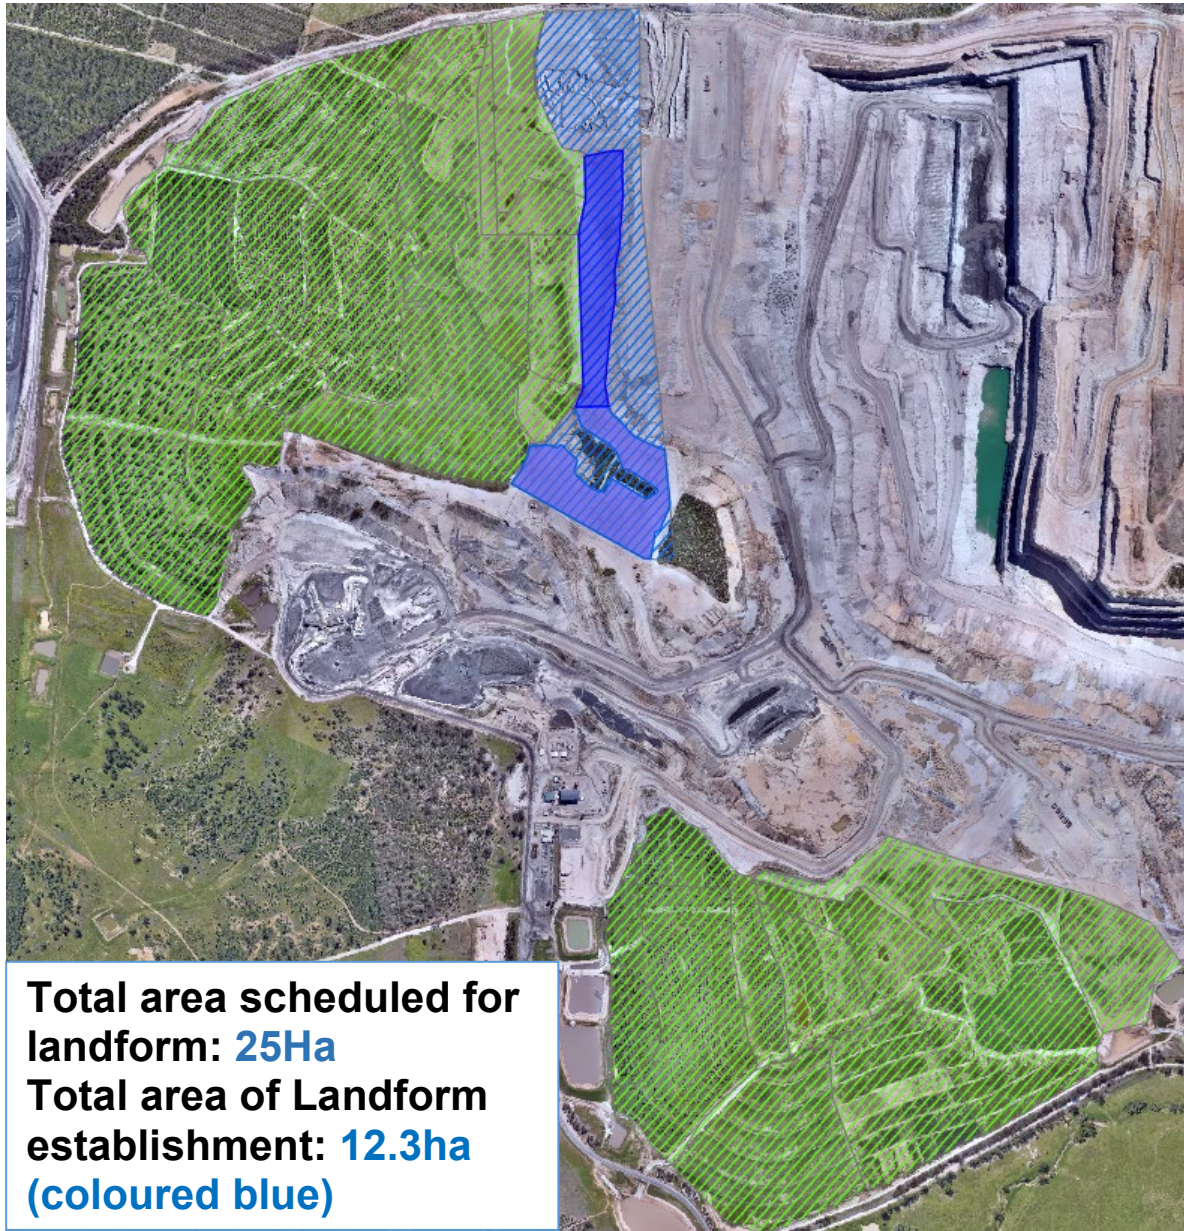 Total area scheduled for
landform: 25Ha
Total area of Landform
establishment: 12.3ha
(coloured blue)